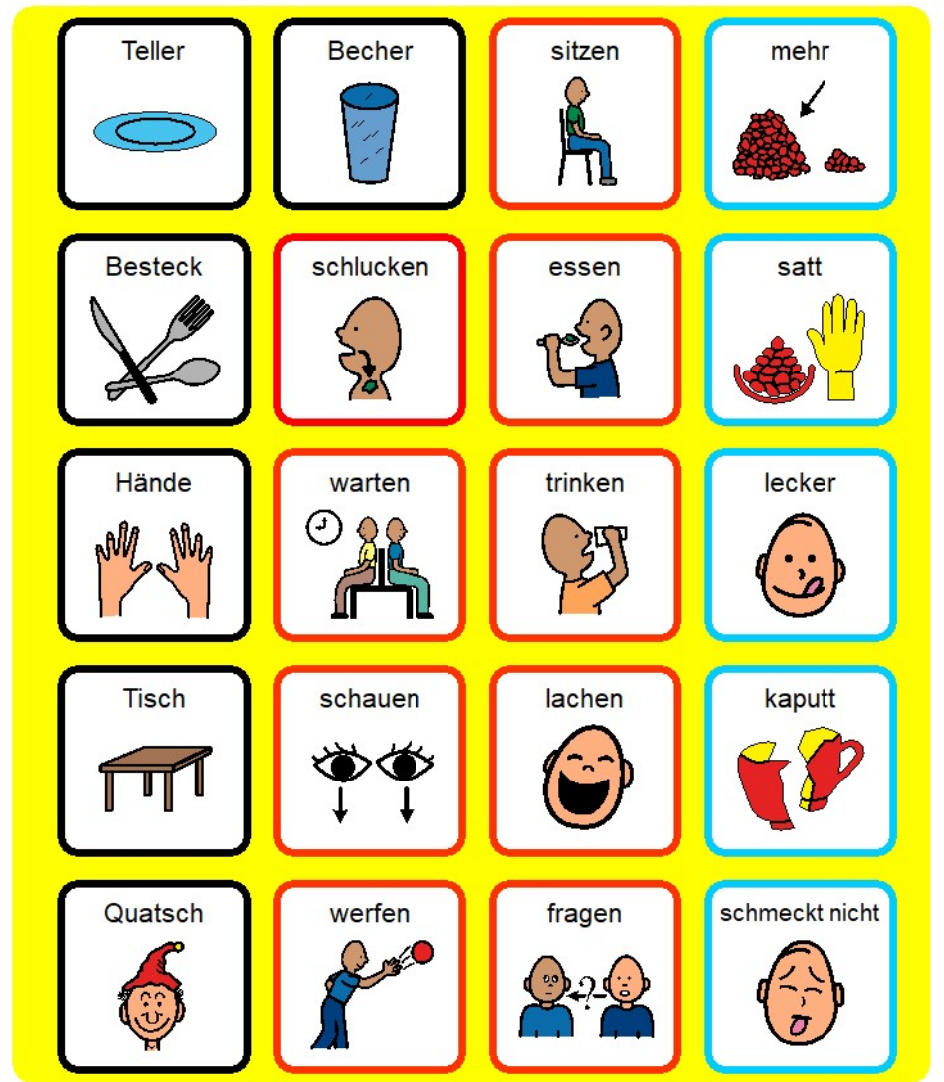 Teller
Becher
sitzen
mehr
Besteck
schlucken
essen
satt
Hände
warten
trinken
lecker
Tisch
schauen
lachen
kaputt
Quatsch
werfen
fragen
schmeckt nicht
?